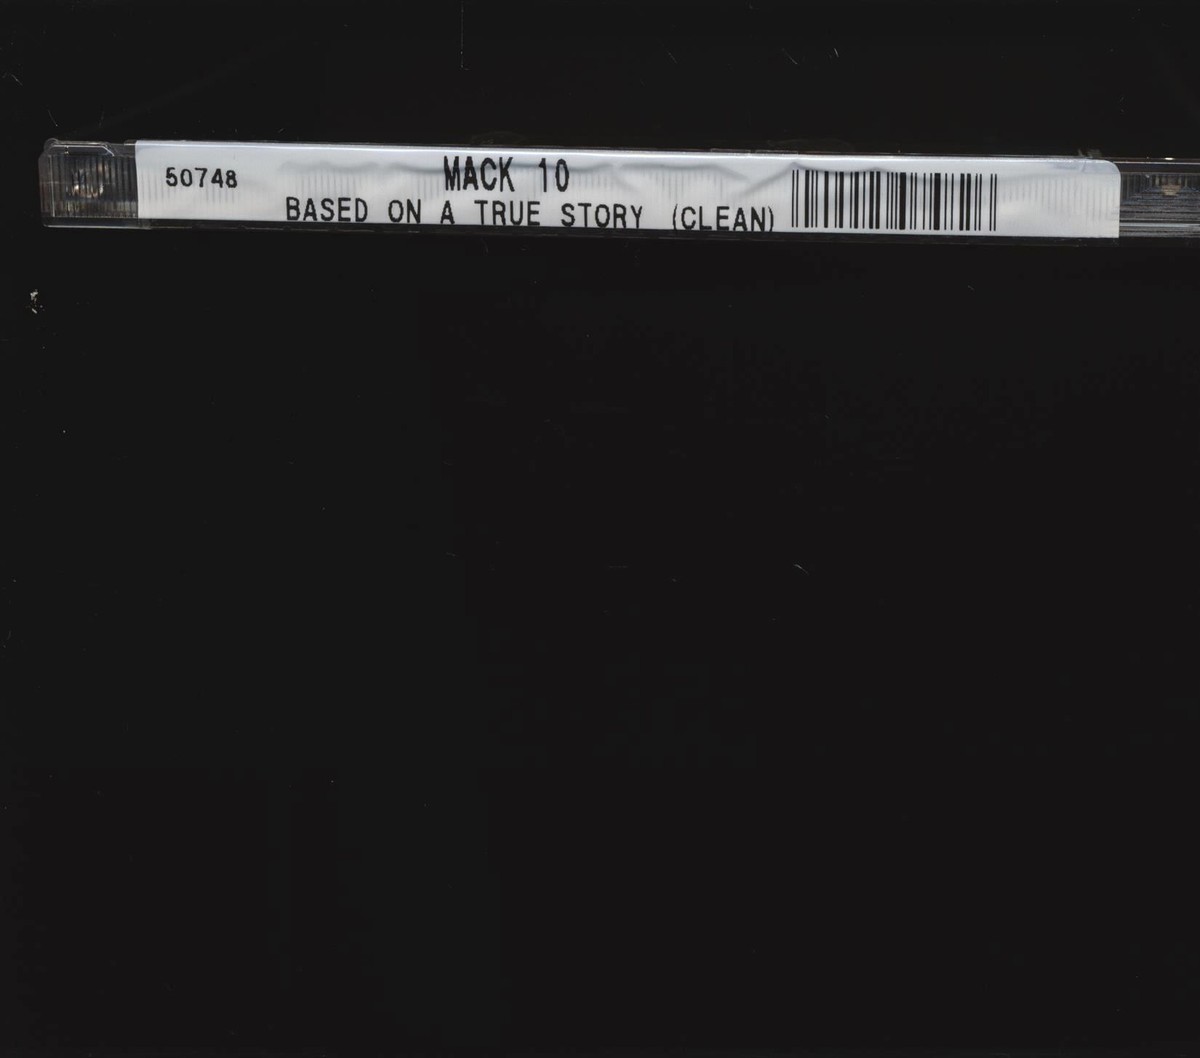 50748
MACK 10
BASED ON A TRUE STORY (CLEAN)